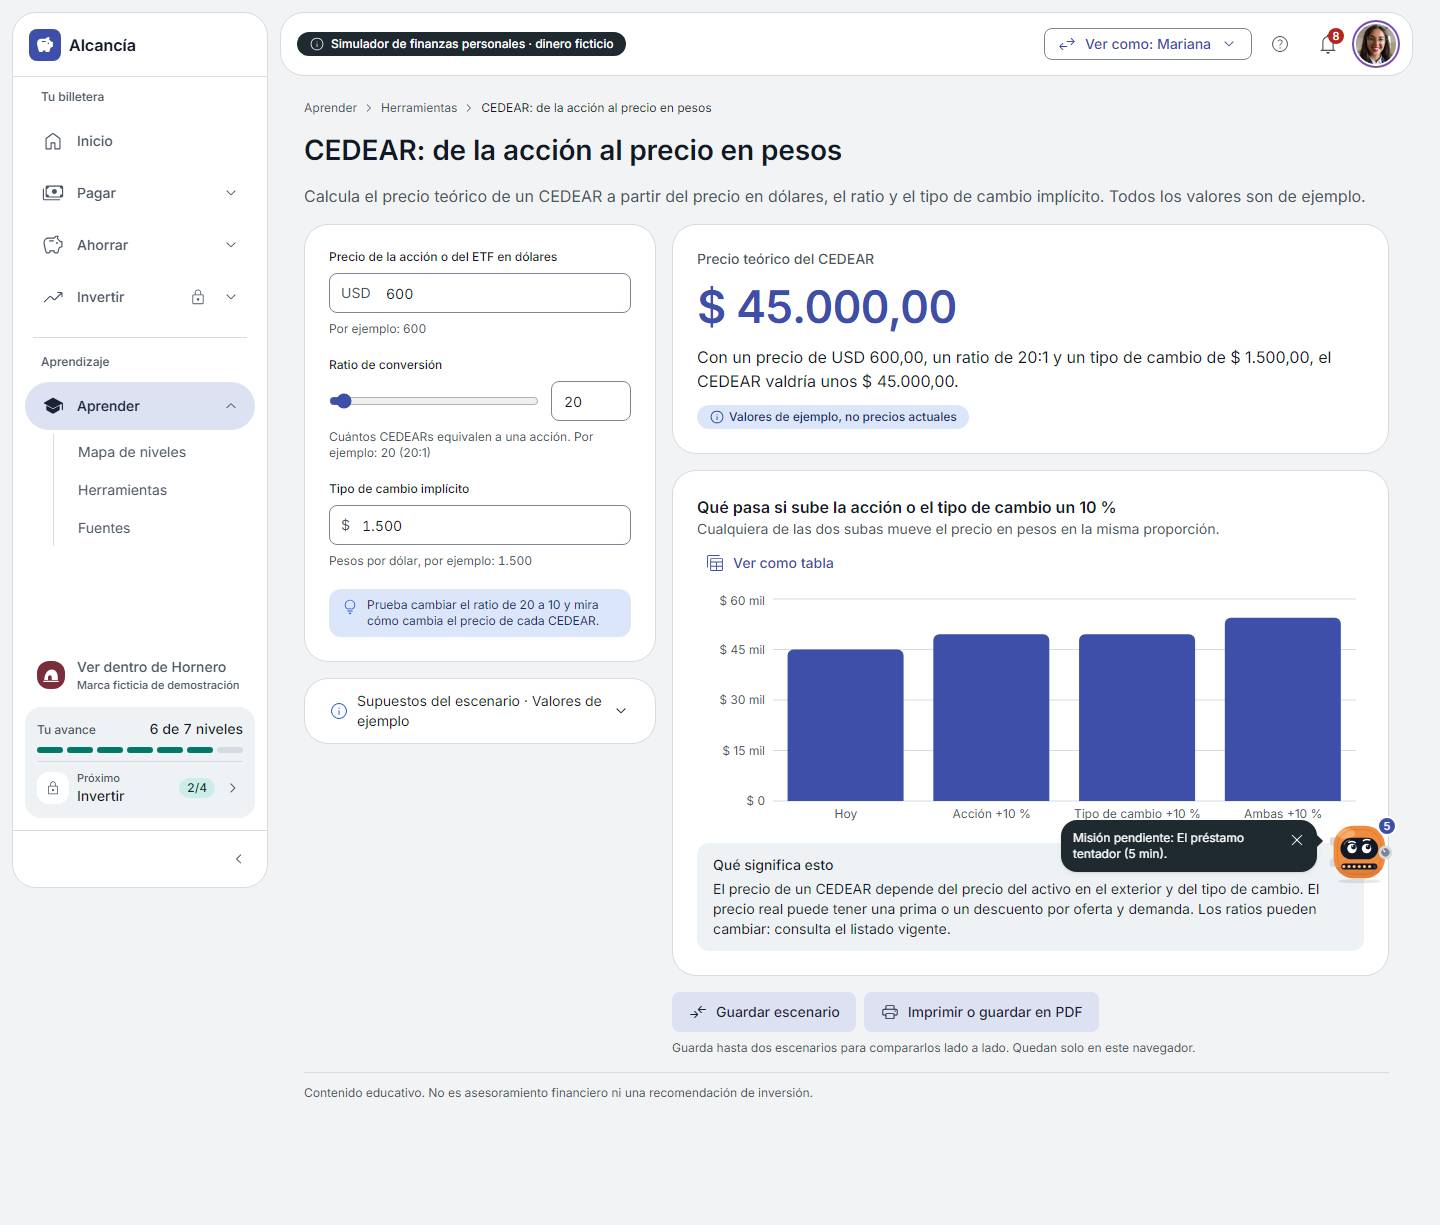 Alcancía
Simulador de finanzas personales · dinero ficticio
Ver como: Mariana
8
Tu billetera
Inicio
Pagar
Ahorrar
Invertir
Aprendizaje
Aprender
Mapa de niveles
Herramientas
Fuentes
Ver dentro de Hornero
Marca ficticia de demostración
Tu avance
6 de 7 niveles
Próximo
Invertir
2/4
Aprender > Herramientas > CEDEAR: de la acción al precio en pesos
CEDEAR: de la acción al precio en pesos
Calcula el precio teórico de un CEDEAR a partir del precio en dólares, el ratio y el tipo de cambio implícito. Todos los valores son de ejemplo.
Precio de la acción o del ETF en dólares
USD 600
Por ejemplo: 600
Ratio de conversión
20
Cuántos CEDEARs equivalen a una acción. Por
ejemplo: 20 (20:1)
Tipo de cambio implícito
$ 1.500
Pesos por dólar, por ejemplo: 1.500
Prueba cambiar el ratio de 20 a 10 y mira
cómo cambia el precio de cada CEDEAR.
Supuestos del escenario · Valores de
ejemplo
Precio teórico del CEDEAR
$ 45.000,00
Con un precio de USD 600,00, un ratio de 20:1 y un tipo de cambio de $ 1.500,00, el
CEDEAR valdría unos $ 45.000,00.
Valores de ejemplo, no precios actuales
Qué pasa si sube la acción o el tipo de cambio un 10 %
Cualquiera de las dos subas mueve el precio en pesos en la misma proporción.
Ver como tabla
$ 60 mil
$ 45 mil
$ 30 mil
$ 15 mil
$ 0
Hoy
Acción +10 %
Tipo de cambio +10 %
Ambas +10 %
Misión pendiente: El préstamo
tentador (5 min).
5
Qué significa esto
El precio de un CEDEAR depende del precio del activo en el exterior y del tipo de cambio. El
precio real puede tener una prima o un descuento por oferta y demanda. Los ratios pueden
cambiar: consulta el listado vigente.
Guardar escenario
Imprimir o guardar en PDF
Guarda hasta dos escenarios para compararlos lado a lado. Quedan solo en este navegador.
Contenido educativo. No es asesoramiento financiero ni una recomendación de inversión.